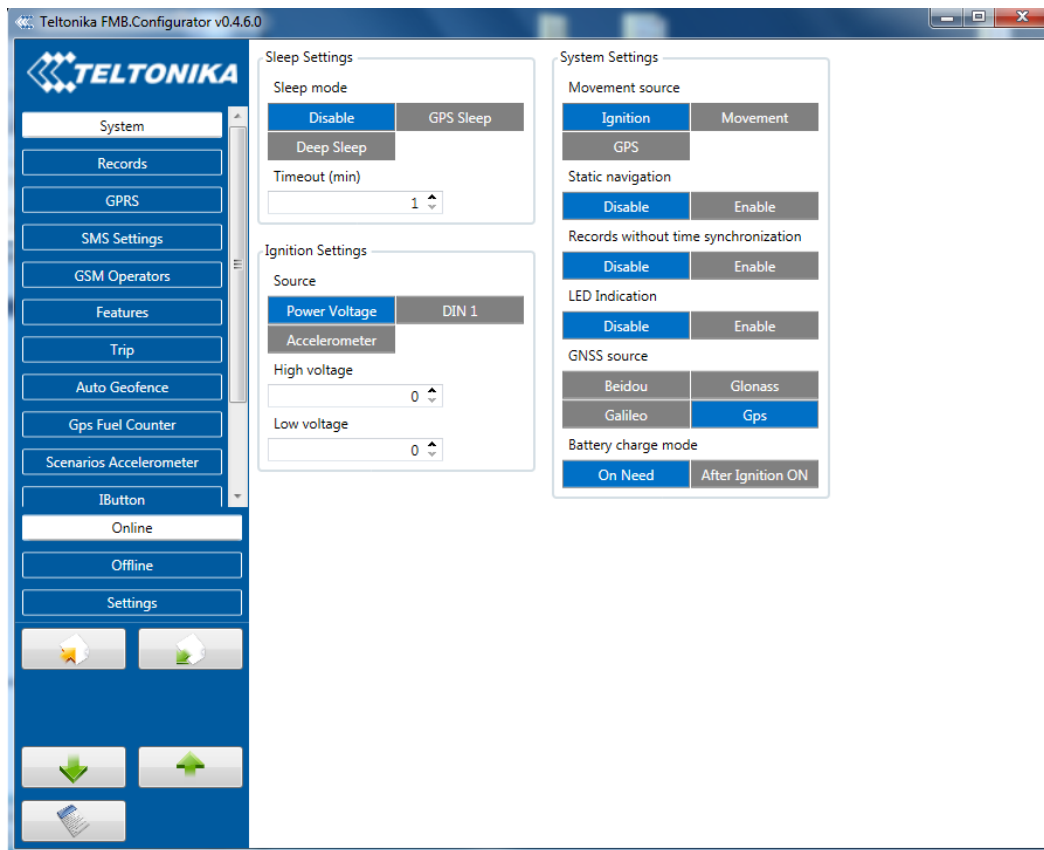 Teltonika FMB.Configurator v0.4.6.0
TELTONIKA
System
Records
GPRS
SMS Settings
GSM Operators
Features
Trip
Auto Geofence
Gps Fuel Counter
Scenarios Accelerometer
IButton
Online
Offline
Settings
Sleep Settings
Sleep mode
Disable GPS Sleep
Deep Sleep
Timeout (min)
1
Ignition Settings
Source
Power Voltage DIN 1
Accelerometer
High voltage
0
Low voltage
0
System Settings
Movement source
Ignition Movement
GPS
Static navigation
Disable Enable
Records without time synchronization
Disable Enable
LED Indication
Disable Enable
GNSS source
Beidou Glonass
Galileo Gps
Battery charge mode
On Need After Ignition ON